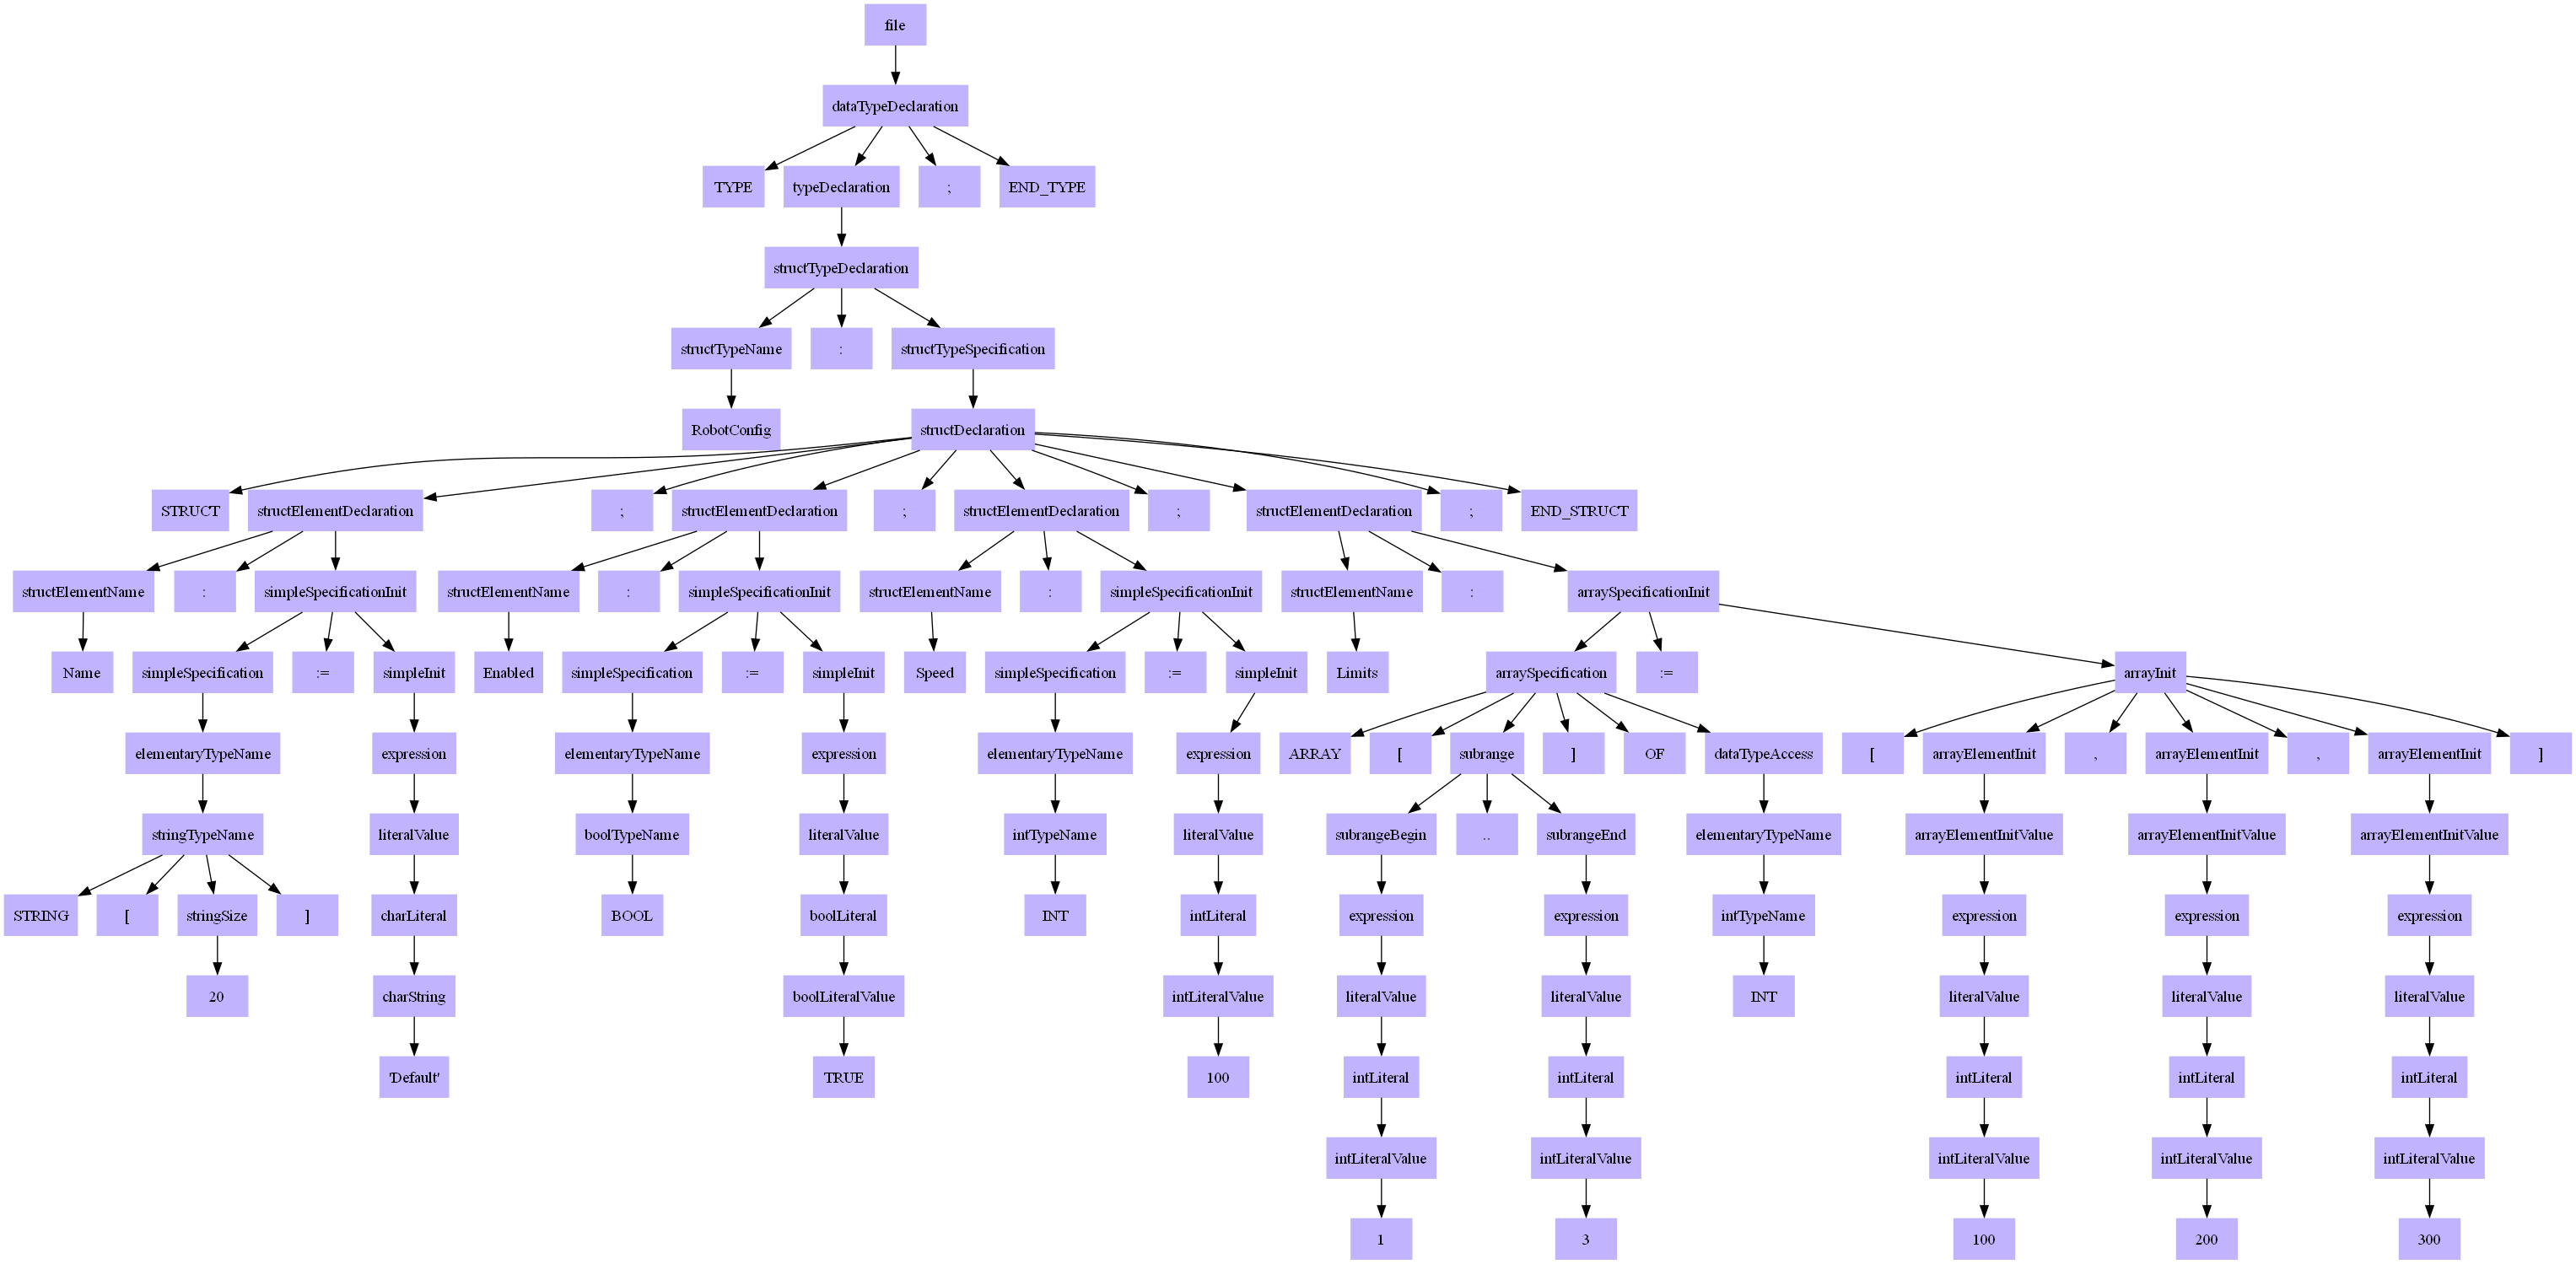 file
dataTypeDeclaration
TYPE typeDeclaration ; END_TYPE
structTypeDeclaration
structTypeName : structTypeSpecification
RobotConfig structDeclaration
STRUCT structElementDeclaration ; structElementDeclaration ; structElementDeclaration ; structElementDeclaration ; END_STRUCT
structElementName : simpleSpecificationInit structElementName : simpleSpecificationInit structElementName : simpleSpecificationInit structElementName : arraySpecificationInit
Name simpleSpecification := simpleInit Enabled simpleSpecification := simpleInit Speed simpleSpecification := simpleInit Limits arraySpecification := arrayInit
elementaryTypeName expression elementaryTypeName expression elementaryTypeName expression ARRAY [ subrange ] OF dataTypeAccess [ arrayElementInit , arrayElementInit , arrayElementInit ]
stringTypeName literalValue boolTypeName literalValue intTypeName literalValue subrangeBegin .. subrangeEnd elementaryTypeName arrayElementInitValue arrayElementInitValue arrayElementInitValue
STRING [ stringSize ] charLiteral BOOL boolLiteral INT intLiteral expression expression intTypeName expression expression expression
20 charString boolLiteralValue intLiteralValue literalValue literalValue INT literalValue literalValue literalValue
'Default' TRUE 100 intLiteral intLiteral intLiteral intLiteral intLiteral
intLiteralValue intLiteralValue intLiteralValue intLiteralValue intLiteralValue
1 3 100 200 300